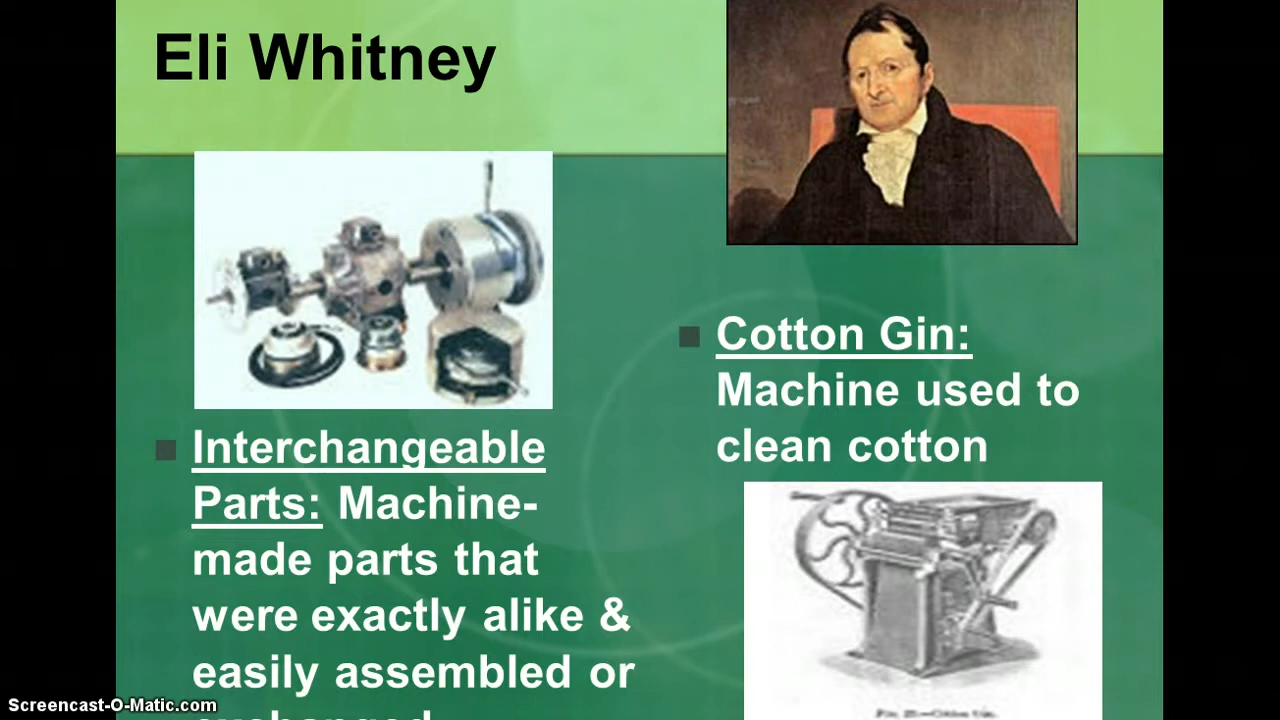 Eli Whitney
Interchangeable
Parts: Machine-
made parts that
were exactly alike &
easily assembled or
Cotton Gin:
Machine used to
clean cotton
Screencast-O-Matic.com